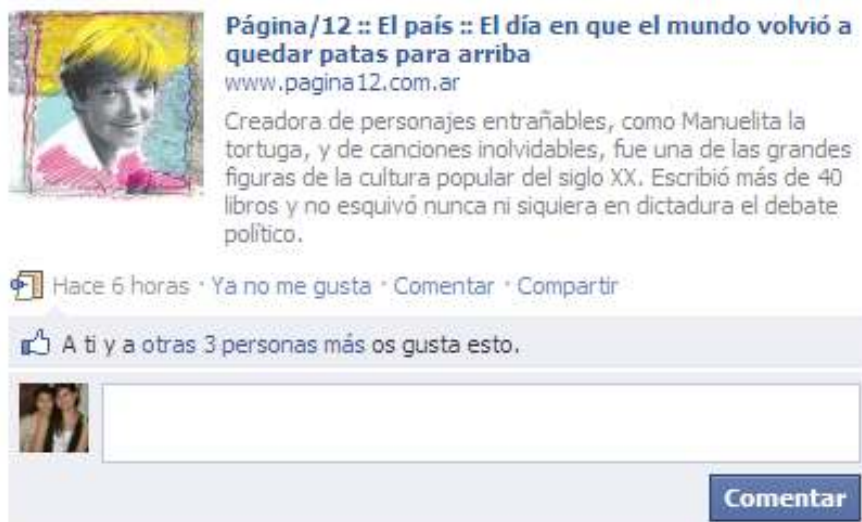 Página/12 :: El país :: El día en que el mundo volvió a
quedar patas para arriba
www.pagina12.com.ar
Creadora de personajes entrañables, como Manuelita la
tortuga, y de canciones inolvidables, fue una de las grandes
figuras de la cultura popular del siglo XX. Escribió más de 40
libros y no esquivó nunca ni siquiera en dictadura el debate
político.
Hace 6 horas · Ya no me gusta · Comentar · Compartir
A ti y a otras 3 personas más os gusta esto.
Comentar